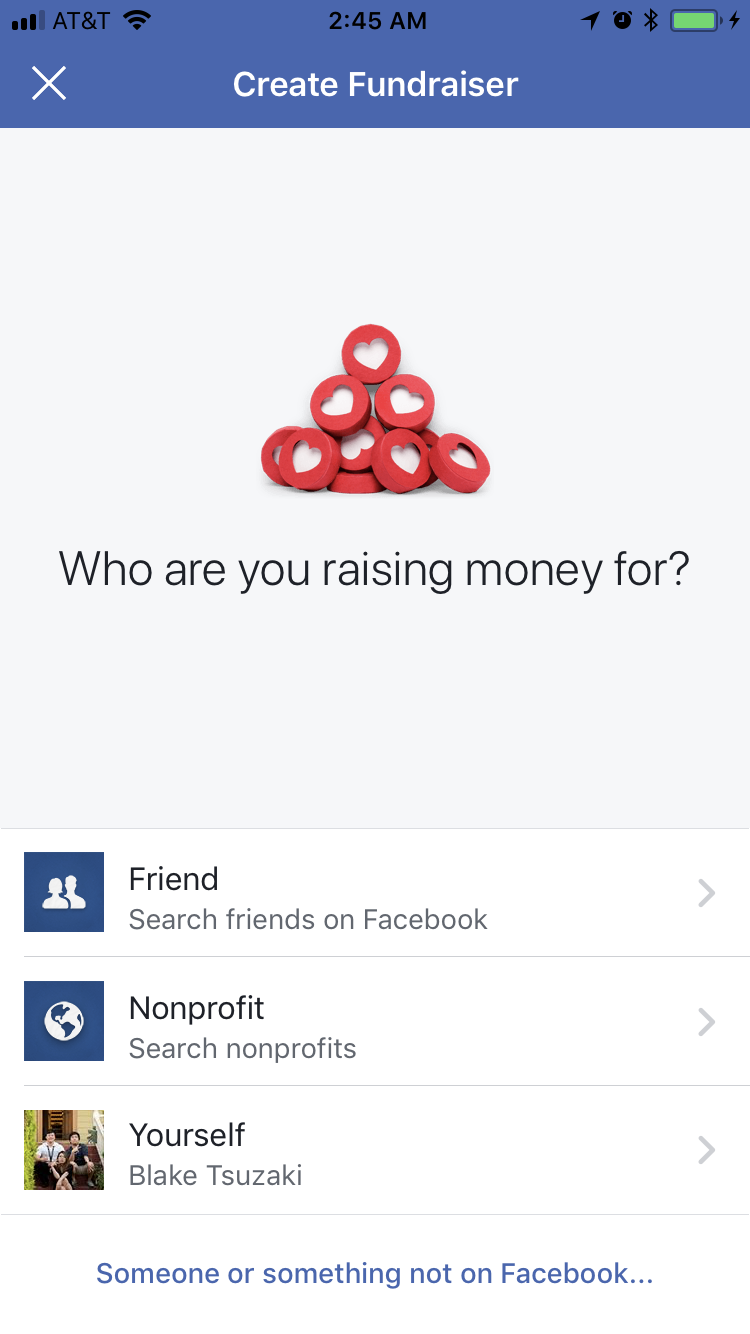 AT&T 2:45 AM
Create Fundraiser
Who are you raising money for?
Friend
Search friends on Facebook
Nonprofit
Search nonprofits
Yourself
Blake Tsuzaki
Someone or something not on Facebook...